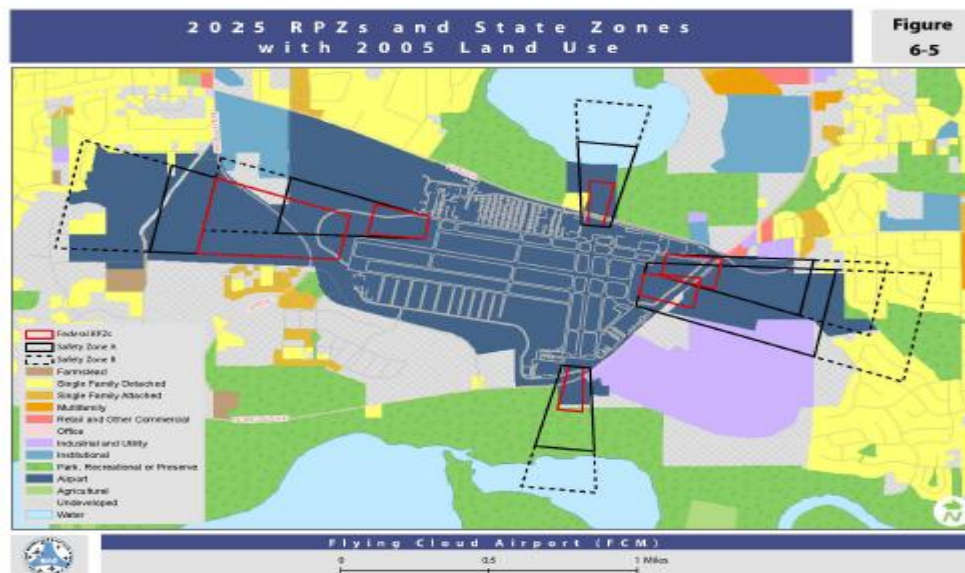 2025 RPZs and State Zones
with 2005 Land Use
Figure
6-5
Federal RPZs
Safety Zone A
Safety Zone B
Farmstead
Single Family Detached
Single Family Attached
Multifamily
Retail and Other Commercial
Office
Industrial and Utility
Institutional
Park, Recreational or Preserve
Airport
Agricultural
Undeveloped
Water
N
Flying Cloud Airport (FCM)
0 0.5 1 Miles